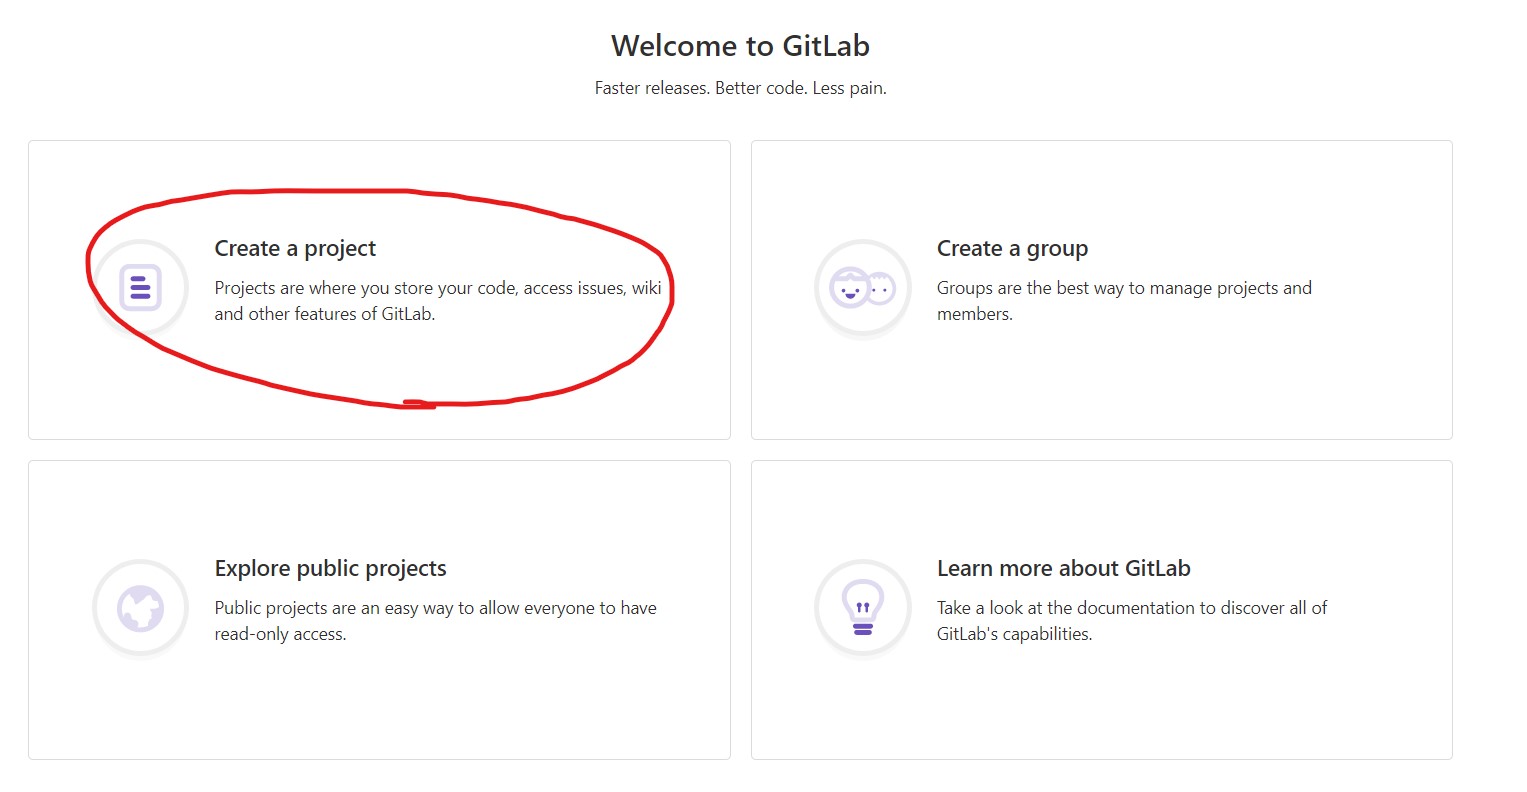 Welcome to GitLab
Faster releases. Better code. Less pain.
Create a project
Projects are where you store your code, access issues, wiki
and other features of GitLab.
Create a group
Groups are the best way to manage projects and
members.
Explore public projects
Public projects are an easy way to allow everyone to have
read-only access.
Learn more about GitLab
Take a look at the documentation to discover all of
GitLab's capabilities.